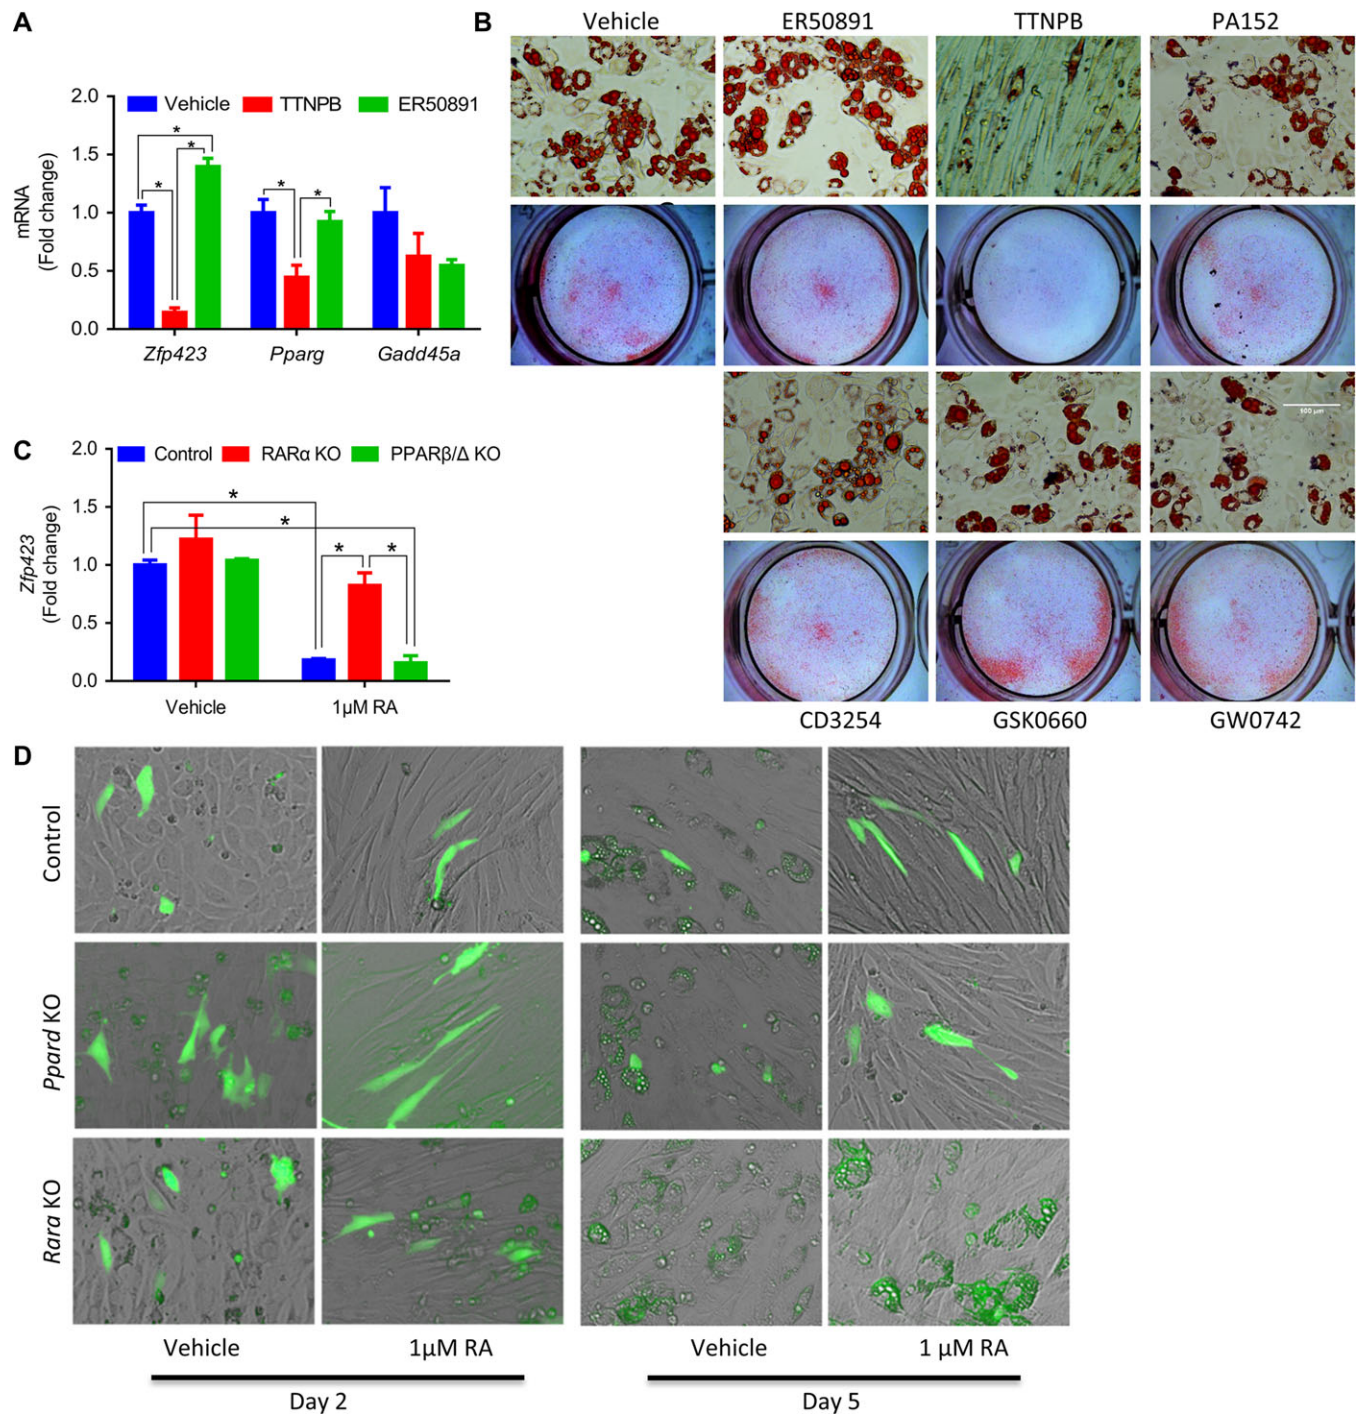 A
Vehicle TTNPB ER50891
mRNA
(Fold change)
2.0
1.5
1.0
0.5
0.0
* * *
* *
Zfp423 Pparg Gadd45a
B
Vehicle ER50891 TTNPB PA152
100 µm
CD3254 GSK0660 GW0742
C
Control RARα KO PPARβ/Δ KO
Zfp423
(Fold change)
2.0
1.5
1.0
0.5
0.0
*
*
* *
Vehicle 1µM RA
D
Control
Ppard KO
Rara KO
Vehicle 1µM RA Vehicle 1 µM RA
Day 2 Day 5